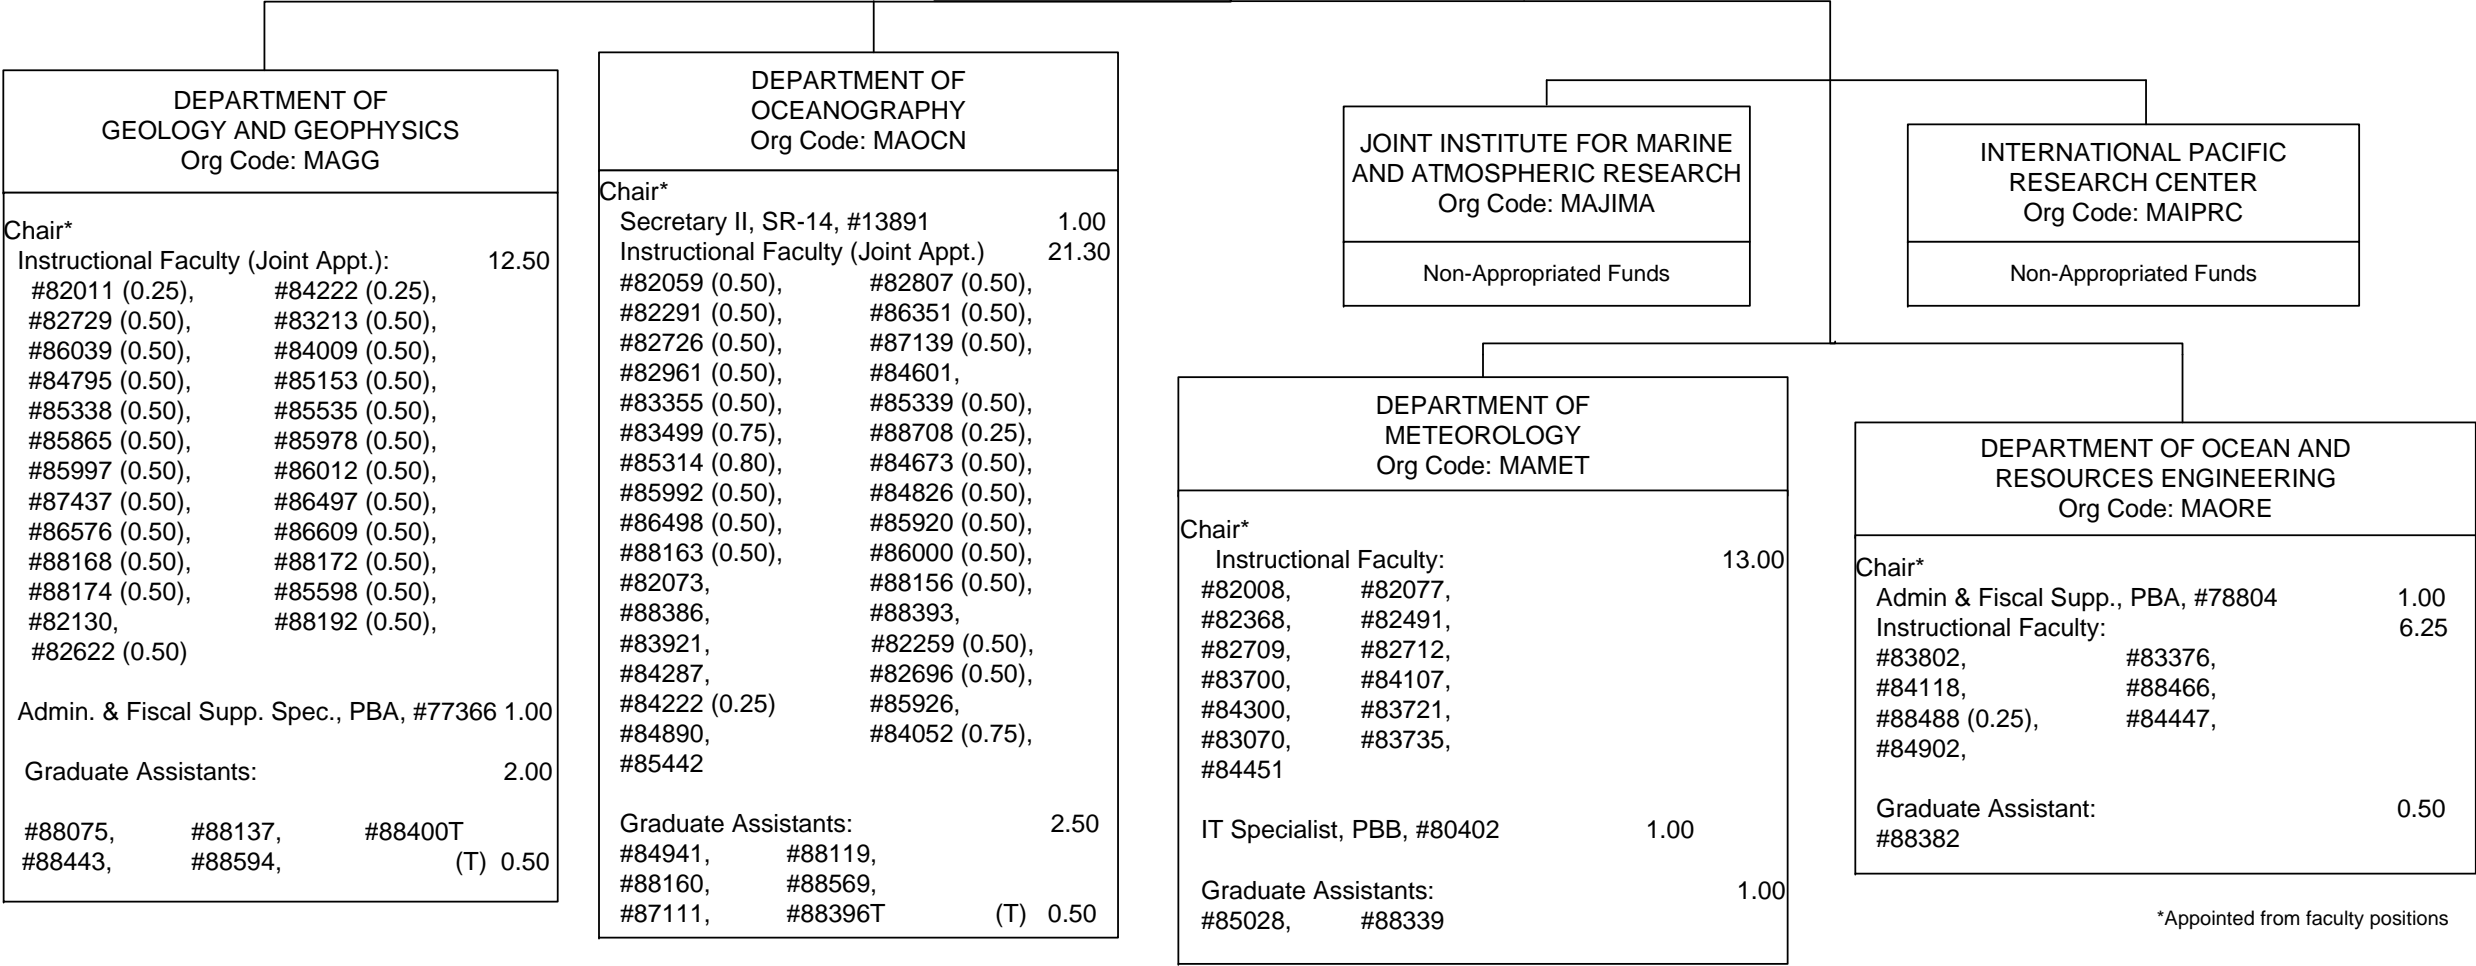 DEPARTMENT OF
GEOLOGY AND GEOPHYSICS
Org Code: MAGG
Chair*
Instructional Faculty (Joint Appt.): 12.50
#82011 (0.25), #84222 (0.25),
#82729 (0.50), #83213 (0.50),
#86039 (0.50), #84009 (0.50),
#84795 (0.50), #85153 (0.50),
#85338 (0.50), #85535 (0.50),
#85865 (0.50), #85978 (0.50),
#85997 (0.50), #86012 (0.50),
#87437 (0.50), #86497 (0.50),
#86576 (0.50), #86609 (0.50),
#88168 (0.50), #88172 (0.50),
#88174 (0.50), #85598 (0.50),
#82130, #88192 (0.50),
#82622 (0.50)
Admin. & Fiscal Supp. Spec., PBA, #77366 1.00
Graduate Assistants: 2.00
#88075, #88137, #88400T
#88443, #88594, (T) 0.50
DEPARTMENT OF
OCEANOGRAPHY
Org Code: MAOCN
Chair*
Secretary II, SR-14, #13891 1.00
Instructional Faculty (Joint Appt.) 21.30
#82059 (0.50), #82807 (0.50),
#82291 (0.50), #86351 (0.50),
#82726 (0.50), #87139 (0.50),
#82961 (0.50), #84601,
#83355 (0.50), #85339 (0.50),
#83499 (0.75), #88708 (0.25),
#85314 (0.80), #84673 (0.50),
#85992 (0.50), #84826 (0.50),
#86498 (0.50), #85920 (0.50),
#88163 (0.50), #86000 (0.50),
#82073, #88156 (0.50),
#88386, #88393,
#83921, #82259 (0.50),
#84287, #82696 (0.50),
#84222 (0.25) #85926,
#84890, #84052 (0.75),
#85442
Graduate Assistants: 2.50
#84941, #88119,
#88160, #88569,
#87111, #88396T (T) 0.50
JOINT INSTITUTE FOR MARINE
AND ATMOSPHERIC RESEARCH
Org Code: MAJIMA
Non-Appropriated Funds
INTERNATIONAL PACIFIC
RESEARCH CENTER
Org Code: MAIPRC
Non-Appropriated Funds
DEPARTMENT OF
METEOROLOGY
Org Code: MAMET
Chair*
Instructional Faculty: 13.00
#82008, #82077,
#82368, #82491,
#82709, #82712,
#83700, #84107,
#84300, #83721,
#83070, #83735,
#84451
IT Specialist, PBB, #80402 1.00
Graduate Assistants: 1.00
#85028, #88339
DEPARTMENT OF OCEAN AND
RESOURCES ENGINEERING
Org Code: MAORE
Chair*
Admin & Fiscal Supp., PBA, #78804 1.00
Instructional Faculty: 6.25
#83802, #83376,
#84118, #88466,
#88488 (0.25), #84447,
#84902,
Graduate Assistant: 0.50
#88382
*Appointed from faculty positions